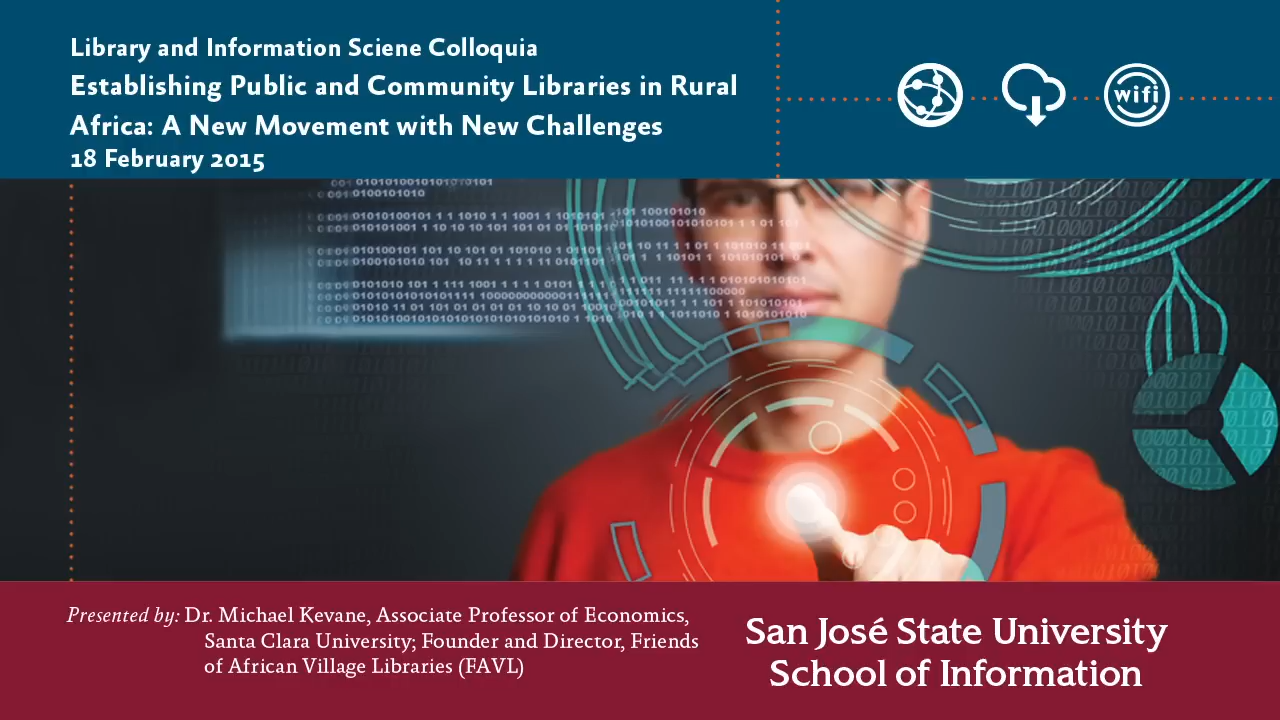 Library and Information Sciene Colloquia
Establishing Public and Community Libraries in Rural
Africa: A New Movement with New Challenges
18 February 2015
wifi
Presented by: Dr. Michael Kevane, Associate Professor of Economics,
Santa Clara University; Founder and Director, Friends
of African Village Libraries (FAVL)
San José State University
School of Information